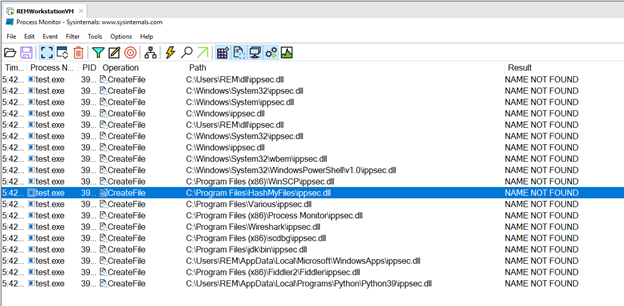 REMWorkstationVM
Process Monitor - Sysinternals: www.sysinternals.com
File Edit Event Filter Tools Options Help
Tim... Process N... PID Operation Path Result
5:42... test.exe 39... CreateFile C:\Users\REM\dll\ippsec.dll NAME NOT FOUND
5:42... test.exe 39... CreateFile C:\Windows\System32\ippsec.dll NAME NOT FOUND
5:42... test.exe 39... CreateFile C:\Windows\System\ippsec.dll NAME NOT FOUND
5:42... test.exe 39... CreateFile C:\Windows\ippsec.dll NAME NOT FOUND
5:42... test.exe 39... CreateFile C:\Users\REM\dll\ippsec.dll NAME NOT FOUND
5:42... test.exe 39... CreateFile C:\Windows\System32\ippsec.dll NAME NOT FOUND
5:42... test.exe 39... CreateFile C:\Windows\ippsec.dll NAME NOT FOUND
5:42... test.exe 39... CreateFile C:\Windows\System32\wbem\ippsec.dll NAME NOT FOUND
5:42... test.exe 39... CreateFile C:\Windows\System32\WindowsPowerShell\v1.0\ippsec.dll NAME NOT FOUND
5:42... test.exe 39... CreateFile C:\Program Files (x86)\WinSCP\ippsec.dll NAME NOT FOUND
5:42... test.exe 39... CreateFile C:\Program Files\HashMyFiles\ippsec.dll NAME NOT FOUND
5:42... test.exe 39... CreateFile C:\Program Files\Various\ippsec.dll NAME NOT FOUND
5:42... test.exe 39... CreateFile C:\Program Files (x86)\Process Monitor\ippsec.dll NAME NOT FOUND
5:42... test.exe 39... CreateFile C:\Program Files\Wireshark\ippsec.dll NAME NOT FOUND
5:42... test.exe 39... CreateFile C:\Program Files (x86)\scdbg\ippsec.dll NAME NOT FOUND
5:42... test.exe 39... CreateFile C:\Program Files\jdk\bin\ippsec.dll NAME NOT FOUND
5:42... test.exe 39... CreateFile C:\Users\REM\AppData\Local\Microsoft\WindowsApps\ippsec.dll NAME NOT FOUND
5:42... test.exe 39... CreateFile C:\Program Files (x86)\Fiddler2\Fiddler\ippsec.dll NAME NOT FOUND
5:42... test.exe 39... CreateFile C:\Users\REM\AppData\Local\Programs\Python\Python39\ippsec.dll NAME NOT FOUND